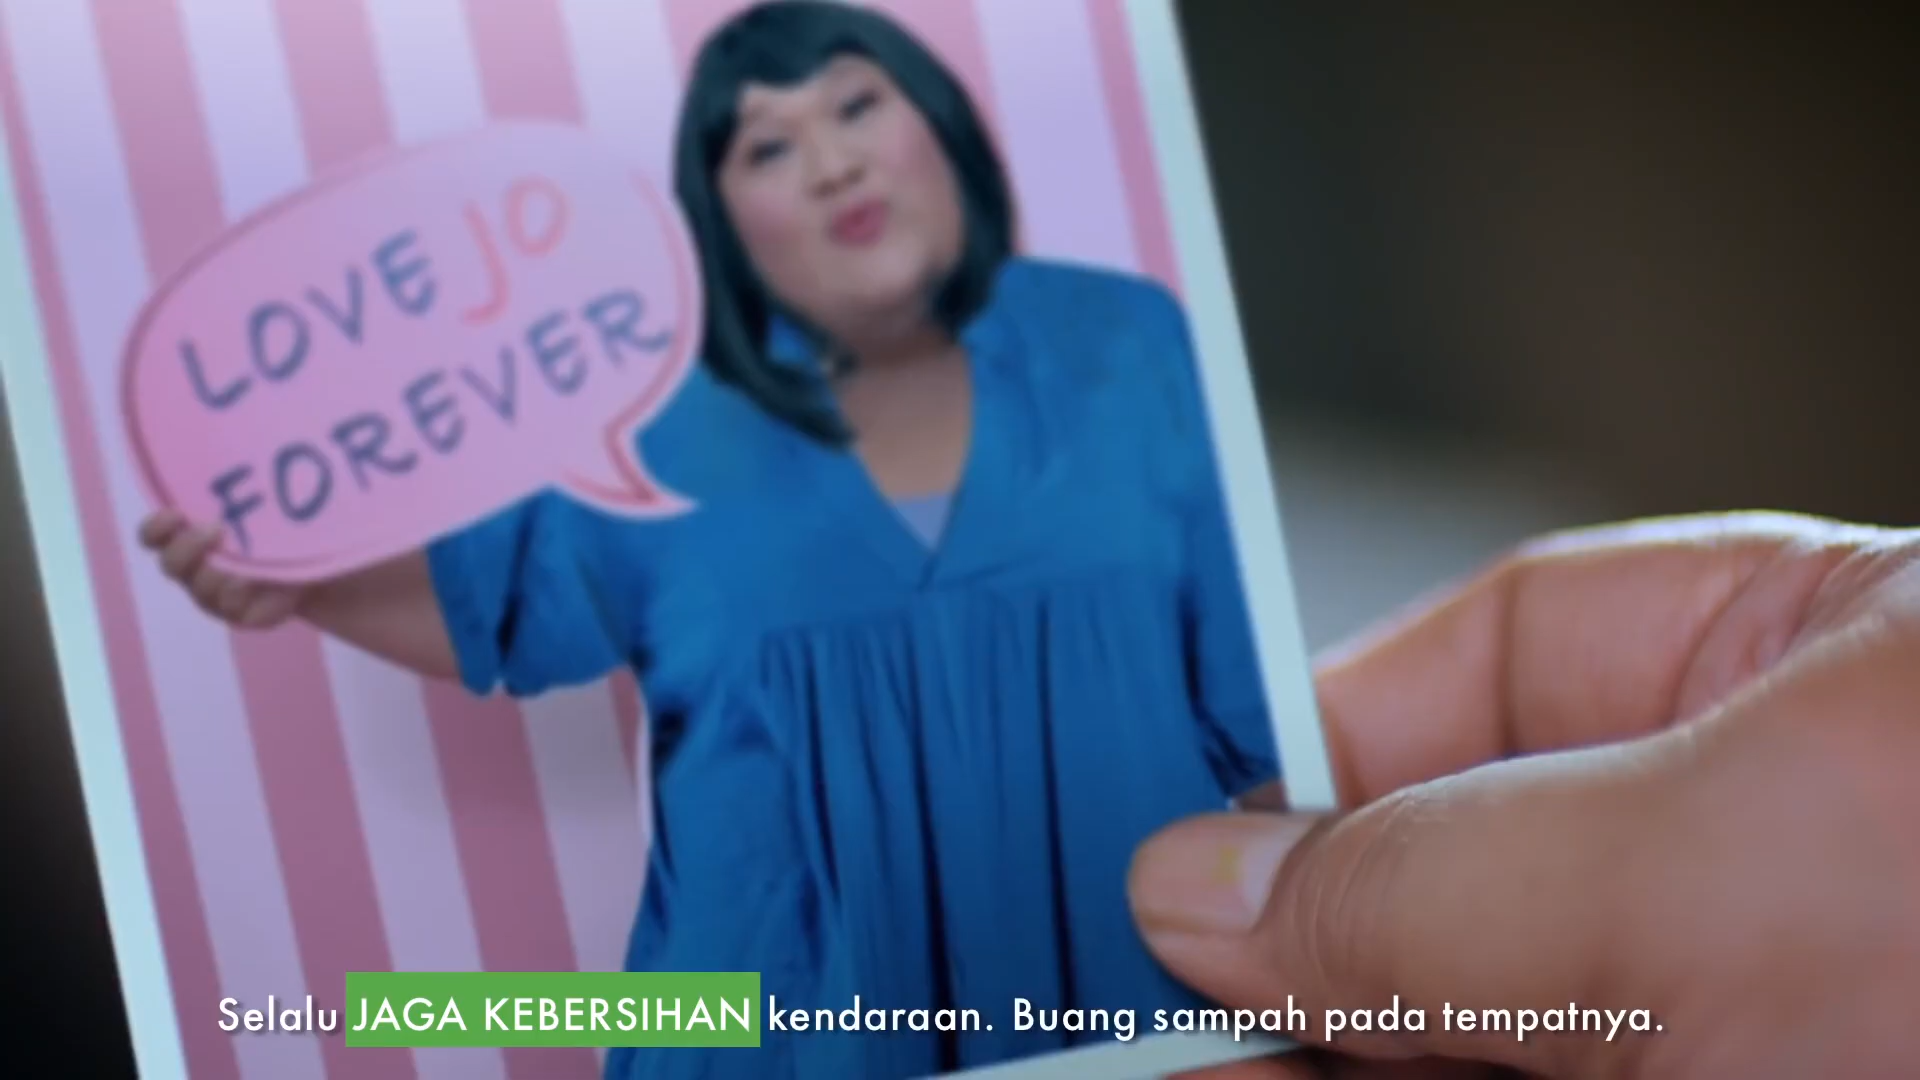 LOVE JO
FOREVER
Selalu JAGA KEBERSIHAN kendaraan. Buang sampah pada tempatnya.